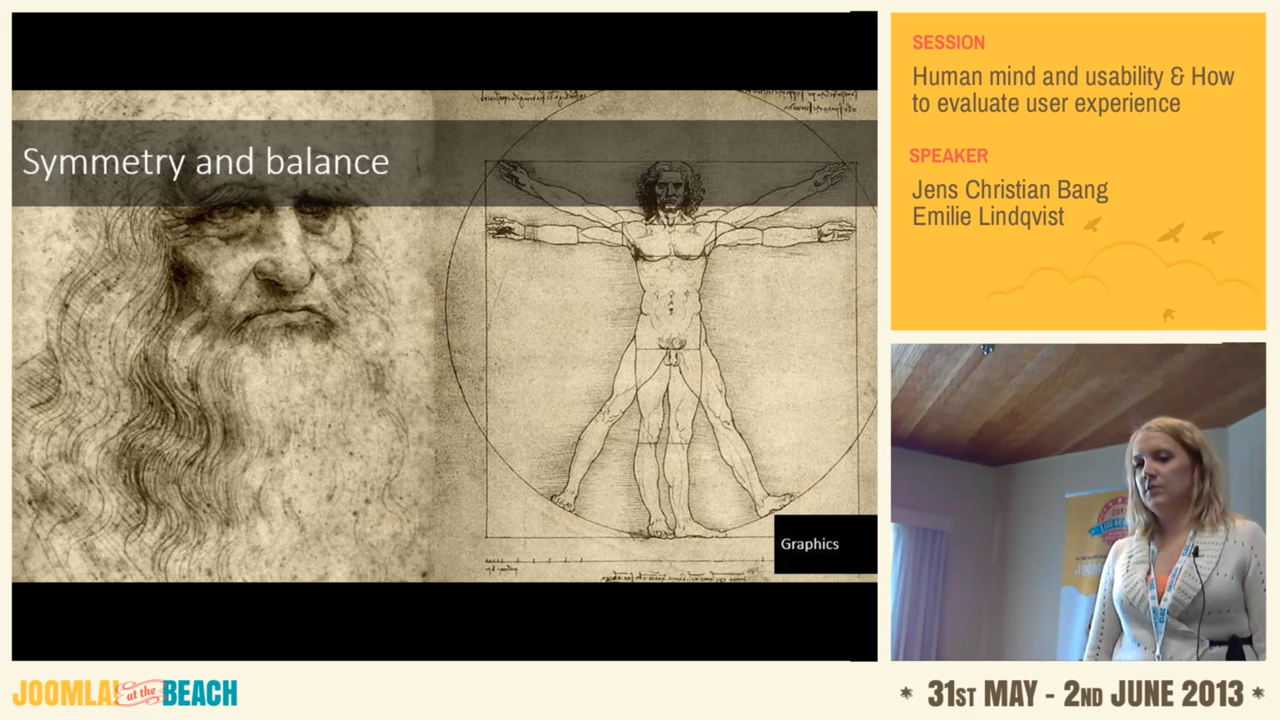 Symmetry and balance
Graphics
SESSION
Human mind and usability & How
to evaluate user experience
SPEAKER
Jens Christian Bang
Emilie Lindqvist
JOOMLA! at the BEACH
* 31ST MAY - 2ND JUNE 2013 *